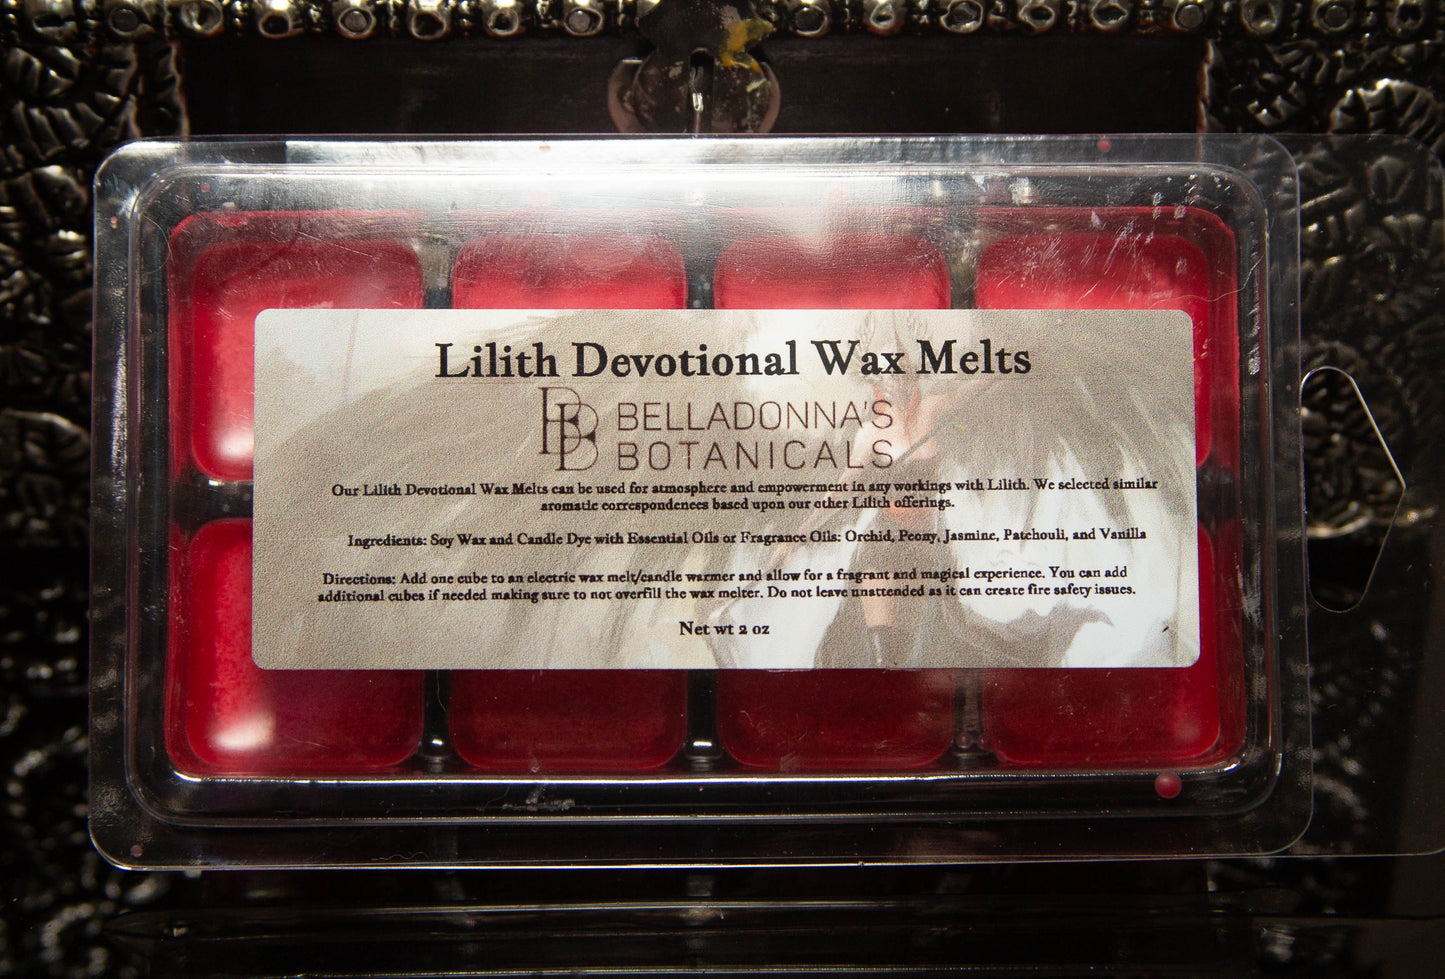 Lilith Devotional Wax Melts
BB BELLADONNA'S
BOTANICALS
Our Lilith Devotional Wax Melts can be used for atmosphere and empowerment in any workings with Lilith. We selected similar
aromatic correspondences based upon our other Lilith offerings.
Ingredients: Soy Wax and Candle Dye with Essential Oils or Fragrance Oils: Orchid, Peony, Jasmine, Patchouli, and Vanilla
Directions: Add one cube to an electric wax melt/candle warmer and allow for a fragrant and magical experience. You can add
additional cubes if needed making sure to not overfill the wax melter. Do not leave unattended as it can create fire safety issues.
Net wt 2 oz